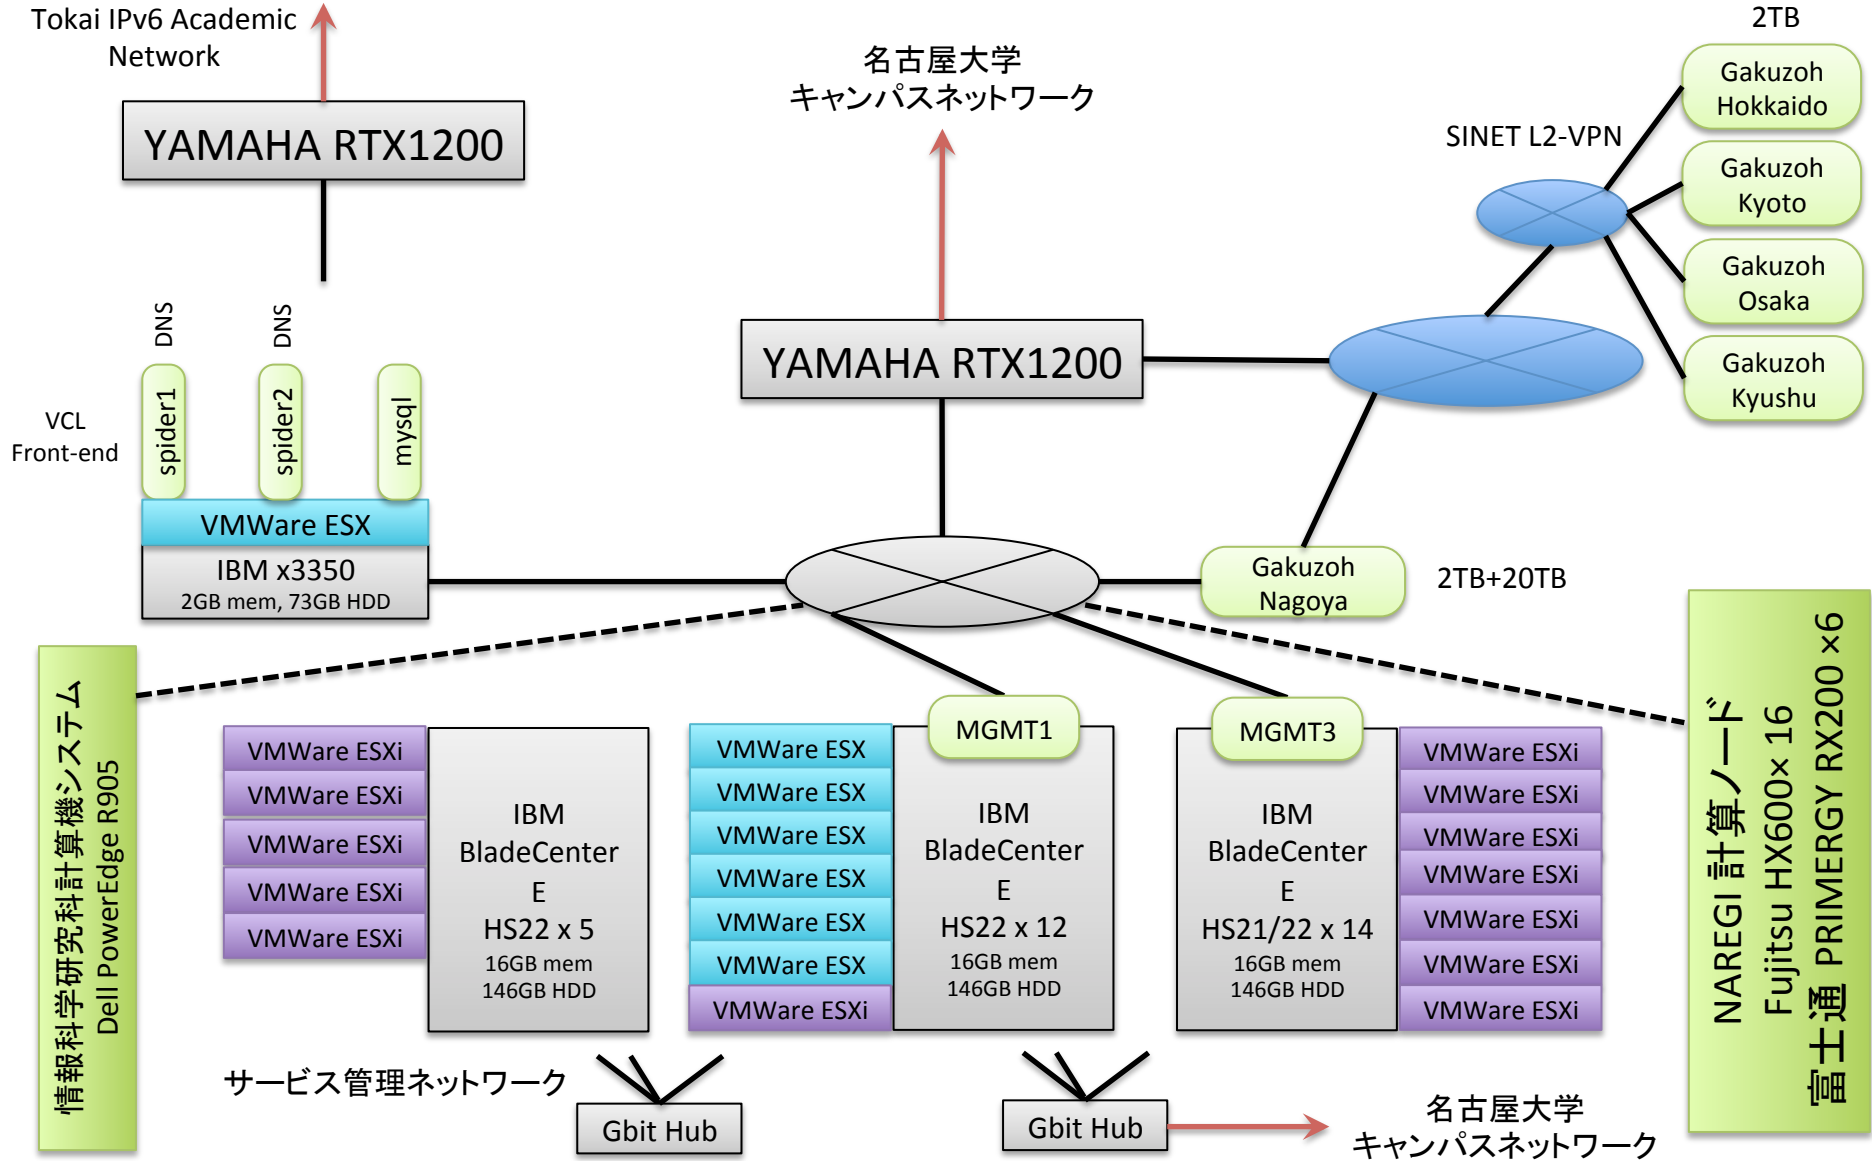 Tokai IPv6 Academic
Network
YAMAHA RTX1200
名古屋大学
キャンパスネットワーク
2TB
Gakuzoh
Hokkaido
SINET L2-VPN
Gakuzoh
Kyoto
Gakuzoh
Osaka
Gakuzoh
Kyushu
DNS
DNS
VCL
Front-end
spider1
spider2
mysql
YAMAHA RTX1200
VMWare ESX
IBM x3350
2GB mem, 73GB HDD
Gakuzoh
Nagoya
2TB+20TB
情報科学研究科計算機システム
Dell PowerEdge R905
VMWare ESXi
VMWare ESXi
VMWare ESXi
VMWare ESXi
VMWare ESXi
IBM
BladeCenter
E
HS22 x 5
16GB mem
146GB HDD
VMWare ESX
VMWare ESX
VMWare ESX
VMWare ESX
VMWare ESX
VMWare ESX
VMWare ESXi
MGMT1
IBM
BladeCenter
E
HS22 x 12
16GB mem
146GB HDD
MGMT3
IBM
BladeCenter
E
HS21/22 x 14
16GB mem
146GB HDD
VMWare ESXi
VMWare ESXi
VMWare ESXi
VMWare ESXi
VMWare ESXi
VMWare ESXi
VMWare ESXi
NAREGI 計算ノード
Fujitsu HX600× 16
富士通 PRIMERGY RX200 ×6
サービス管理ネットワーク
Gbit Hub
Gbit Hub
名古屋大学
キャンパスネットワーク